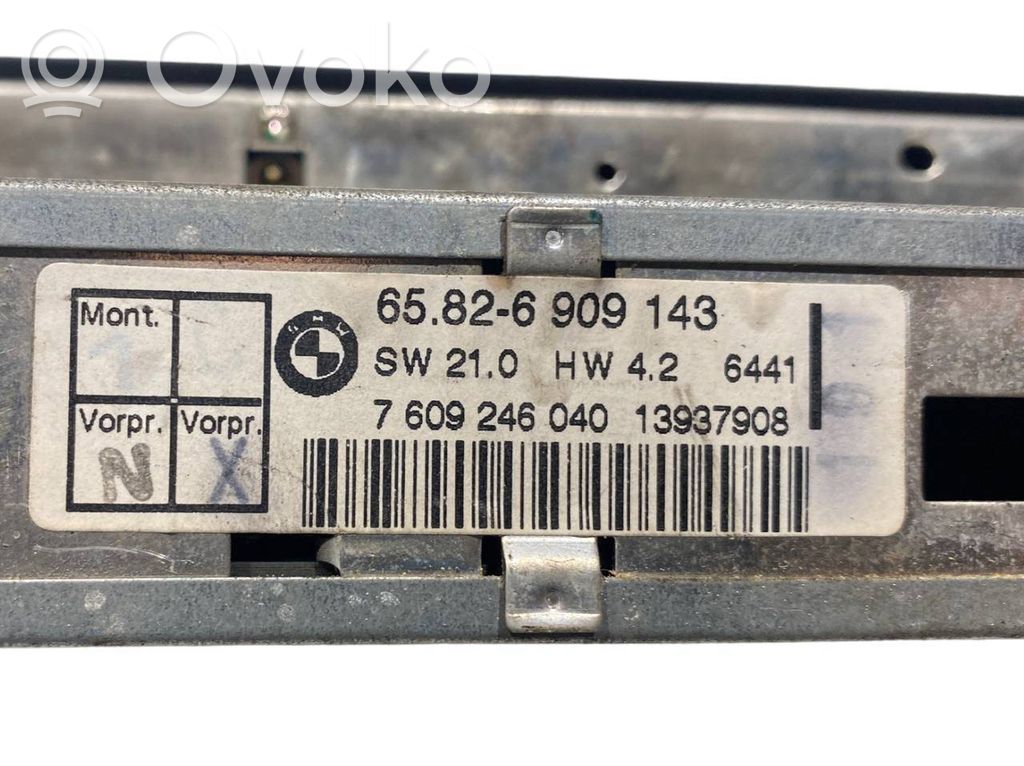 Ovoko
Mont.
Vorpr. Vorpr.
N X
BMW
65.82-6 909 143
SW 21.0 HW 4.2 6441
7 609 246 040 13937908